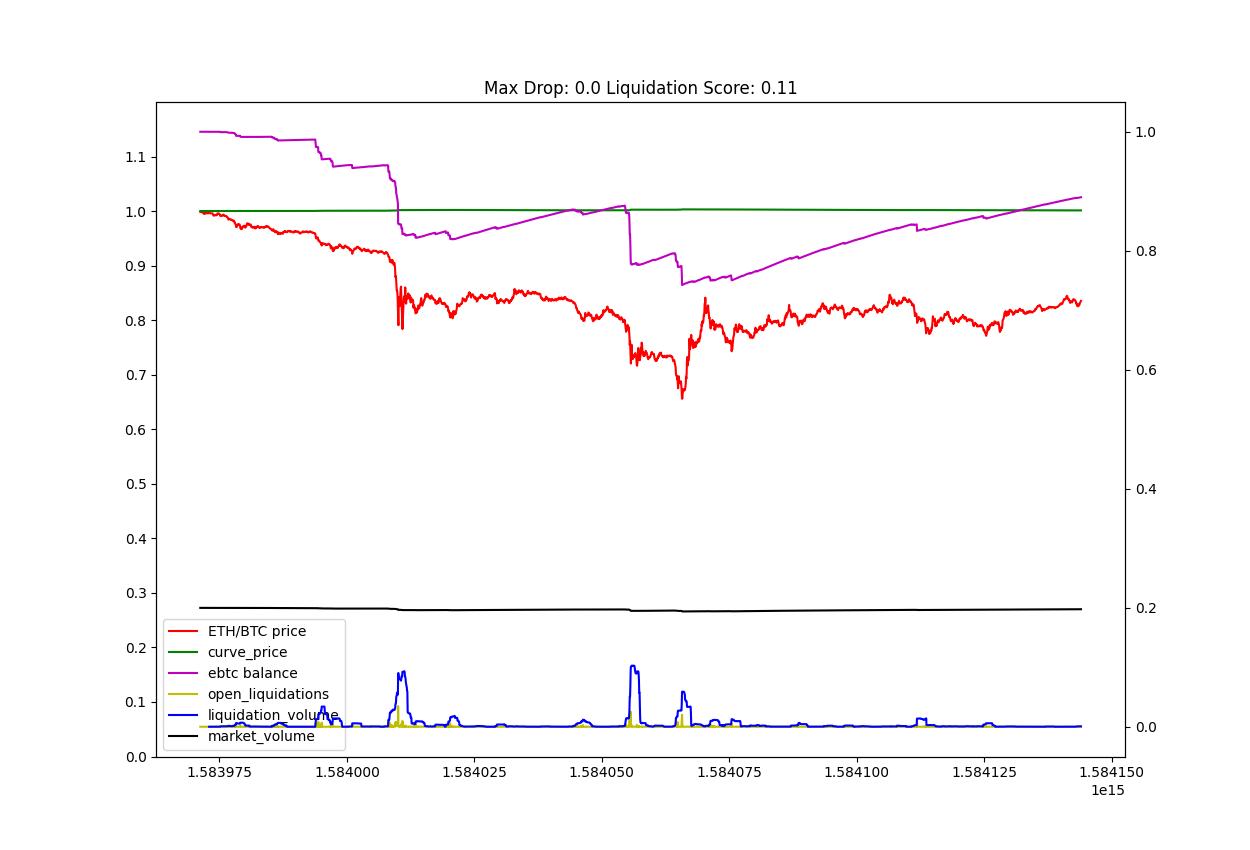 Max Drop: 0.0 Liquidation Score: 0.11
1.1
1.0
0.9
0.8
0.7
0.6
0.5
0.4
0.3
0.2
0.1
0.0
1.0
0.8
0.6
0.4
0.2
0.0
ETH/BTC price
curve_price
ebtc balance
open_liquidations
liquidation_volume
market_volume
1.583975 1.584000 1.584025 1.584050 1.584075 1.584100 1.584125 1.584150
1e15